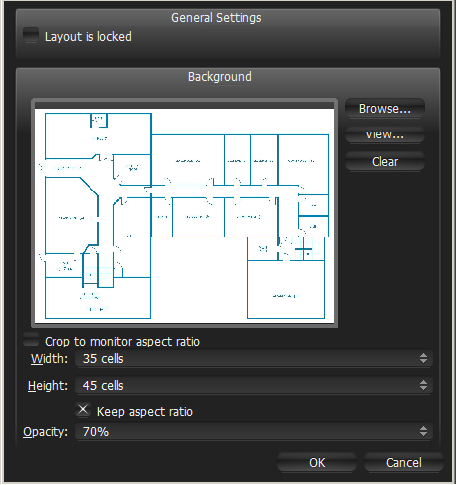 General Settings
Layout is locked
Background
Browse...
View...
Clear
Crop to monitor aspect ratio
Width: 35 cells
Height: 45 cells
Keep aspect ratio
Opacity: 70%
OK Cancel